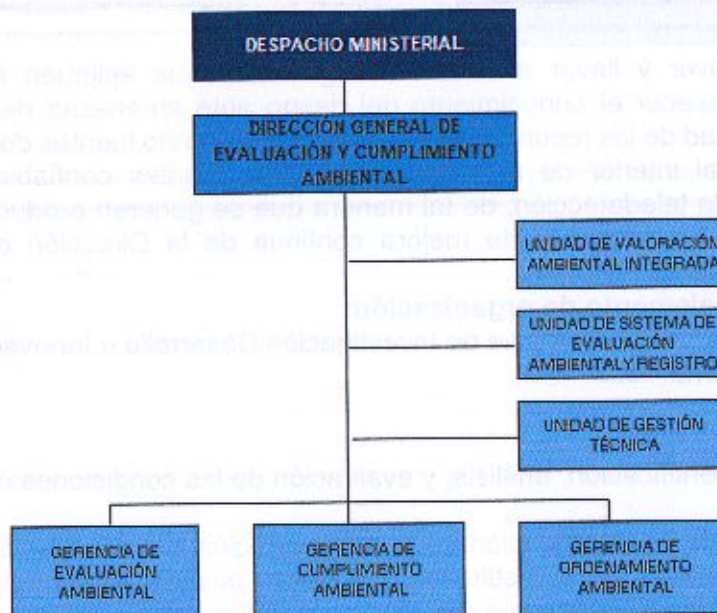 DESPACHO MINISTERIAL
DIRECCIÓN GENERAL DE
EVALUACIÓN Y CUMPLIMIENTO
AMBIENTAL
UNIDAD DE VALORACIÓN
AMBIENTAL INTEGRADA
UNIDAD DE SISTEMA DE
EVALUACIÓN
AMBIENTAL Y REGISTRO
UNIDAD DE GESTIÓN
TÉCNICA
GERENCIA DE
EVALUACIÓN
AMBIENTAL
GERENCIA DE
CUMPLIMIENTO
AMBIENTAL
GERENCIA DE
ORDENAMIENTO
AMBIENTAL